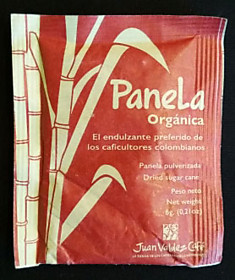 PaneLa
Orgánica
El endulzante preferido de
los caficultores colombianos
Panela pulverizada
Dried sugar cane
Peso neto
Net weight
6g. (0,21oz)
Juan Valdez Café